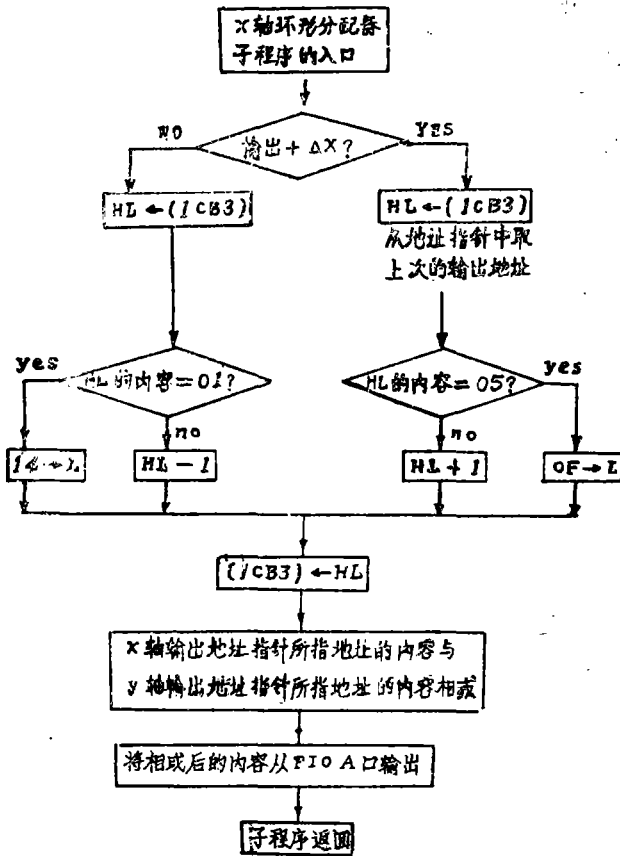 x轴环形分配器
子程序的入口
no
yes
输出+ΔX?
HL←(1CB3)
HL←(1CB3)
从地址指针中取
上次的输出地址
yes
HL的内容=01?
HL的内容=05?
yes
no
no
14→L
HL-1
HL+1
0F→L
(1CB3)←HL
x轴输出地址指针所指地址的内容与
y轴输出地址指针所指地址的内容相或
将相或后的内容从PIO A口输出
子程序返回